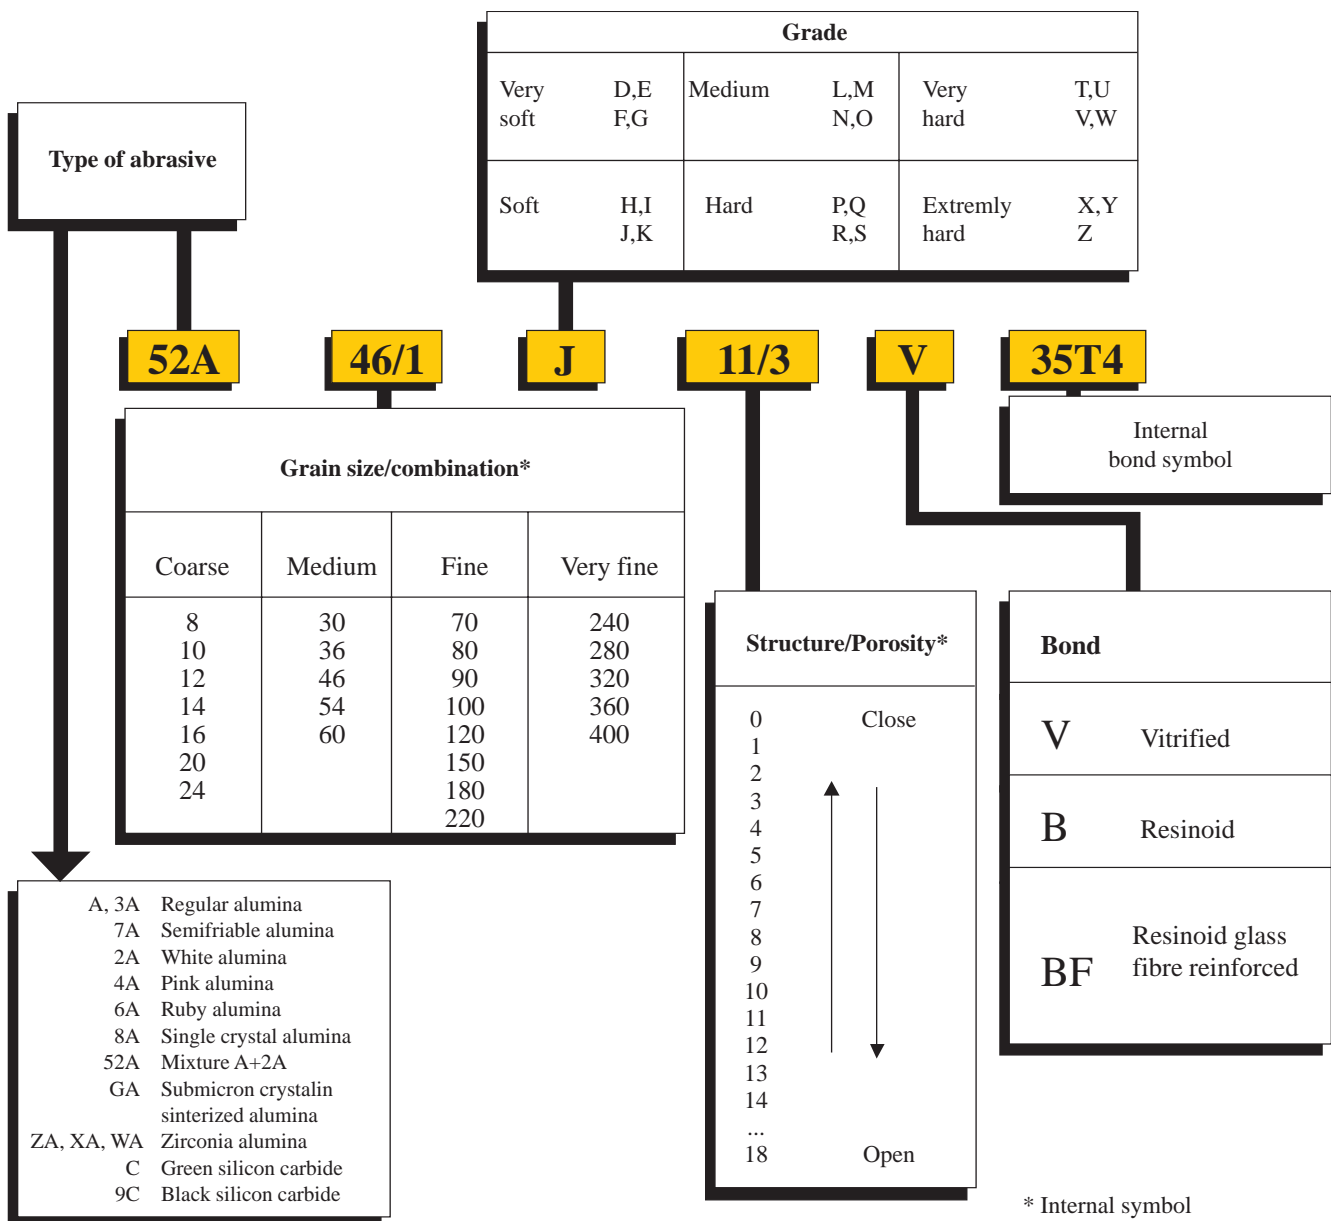 Grade
Very soft D,E F,G
Medium L,M N,O
Very hard T,U V,W
Soft H,I J,K
Hard P,Q R,S
Extremly hard X,Y Z
Type of abrasive
52A 46/1 J 11/3 V 35T4
Internal
bond symbol
Grain size/combination*
Coarse Medium Fine Very fine
8 30 70 240
10 36 80 280
12 46 90 320
14 54 100 360
16 60 120 400
20 150
24 180
220
Structure/Porosity*
0 Close
1
2
3
4
5
6
7
8
9
10
11
12
13
14
...
18 Open
Bond
V Vitrified
B Resinoid
BF Resinoid glass
fibre reinforced
A, 3A Regular alumina
7A Semifriable alumina
2A White alumina
4A Pink alumina
6A Ruby alumina
8A Single crystal alumina
52A Mixture A+2A
GA Submicron crystalin
sinterized alumina
ZA, XA, WA Zirconia alumina
C Green silicon carbide
9C Black silicon carbide
* Internal symbol